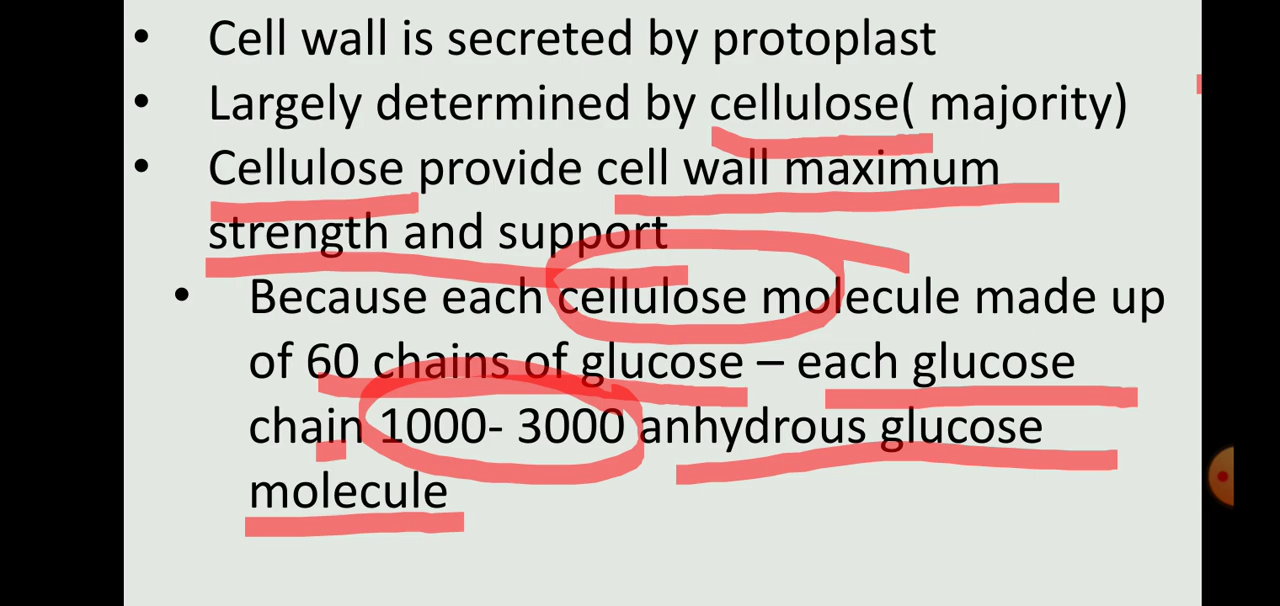 • Cell wall is secreted by protoplast
• Largely determined by cellulose( majority)
• Cellulose provide cell wall maximum
strength and support
• Because each cellulose molecule made up
of 60 chains of glucose – each glucose
chain 1000- 3000 anhydrous glucose
molecule